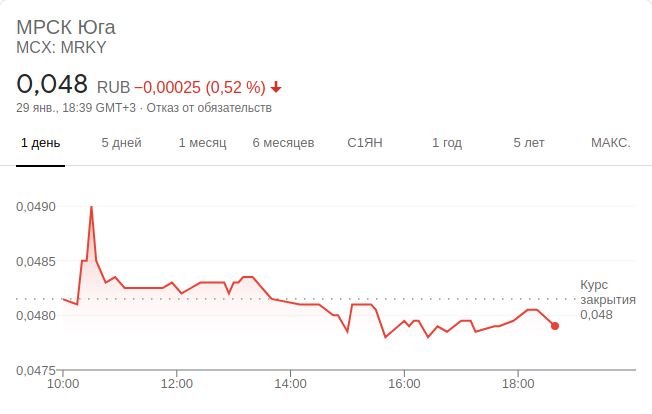 МРСК Юга
MCX: MRKY
0,048 RUB −0,00025 (0,52 %)
29 янв., 18:39 GMT+3 · Отказ от обязательств
1 день 5 дней 1 месяц 6 месяцев С1ЯН 1 год 5 лет МАКС.
0,0490
0,0485
Курс
закрытия
0,048
0,0480
0,0475
10:00 12:00 14:00 16:00 18:00